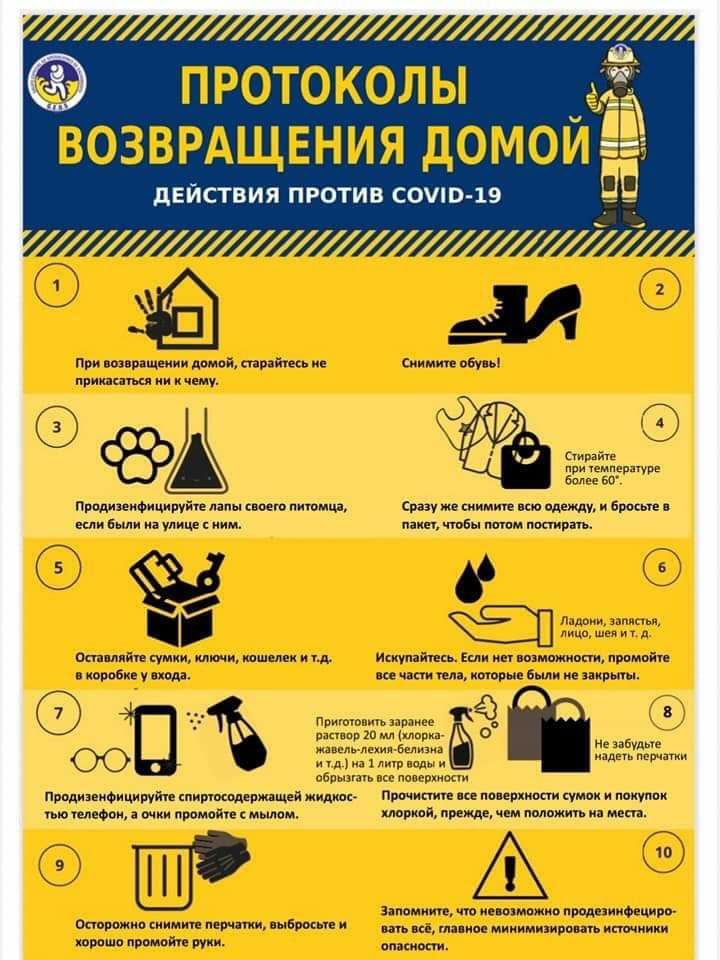 ПРОТОКОЛЫ
ВОЗВРАЩЕНИЯ ДОМОЙ
ДЕЙСТВИЯ ПРОТИВ COVID-19
1
При возвращении домой, старайтесь не
прикасаться ни к чему.
2
Снимите обувь!
3
Продизенфицируйте лапы своего питомца,
если были на улице с ним.
4
Стирайте
при температуре
более 60°.
Сразу же снимите всю одежду, и бросьте в
пакет, чтобы потом постирать.
5
Оставляйте сумки, ключи, кошелек и т.д.
в коробке у входа.
6
Ладони, запястья,
лицо, шея и т. д.
Искупайтесь. Если нет возможности, промойте
все части тела, которые были не закрыты.
7
Продизенфицируйте спиртосодержащей жидкос-
тью телефон, а очки промойте с мылом.
Приготовить заранее
раствор 20 мл (хлорка-
жавель-лехия-белизна
и т.д.) на 1 литр воды и
обрызгать все поверхности
8
Не забудьте
надеть перчатки
Прочистите все поверхности сумок и покупок
хлоркой, прежде, чем положить на места.
9
Осторожно снимите перчатки, выбросьте и
хорошо промойте руки.
10
Запомните, что невозможно продезинфециро-
вать всё, главное минимизировать источники
опасности.